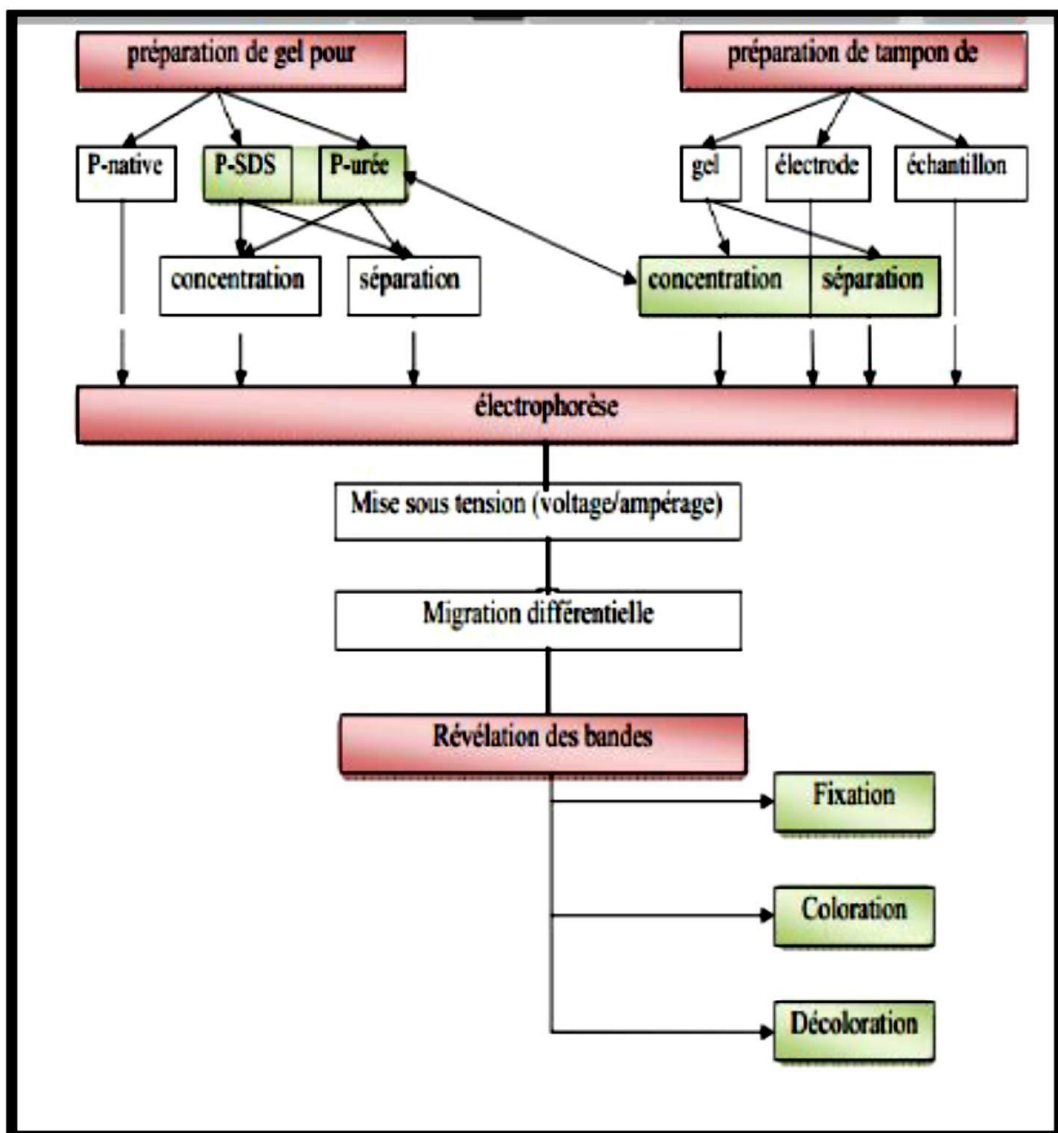 préparation de gel pour
préparation de tampon de
P-native
P-SDS
P-urée
gel
électrode
échantillon
concentration
séparation
concentration
séparation
électrophorèse
Mise sous tension (voltage/ampérage)
Migration différentielle
Révélation des bandes
Fixation
Coloration
Décoloration